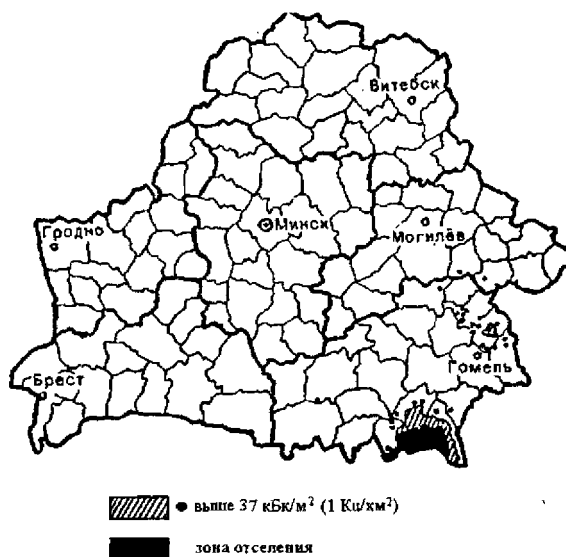 Витебск
Гродно
Минск
Могилёв
Гомель
Брест
выше 37 кБк/м² (1 Ки/км²)
зона отселения